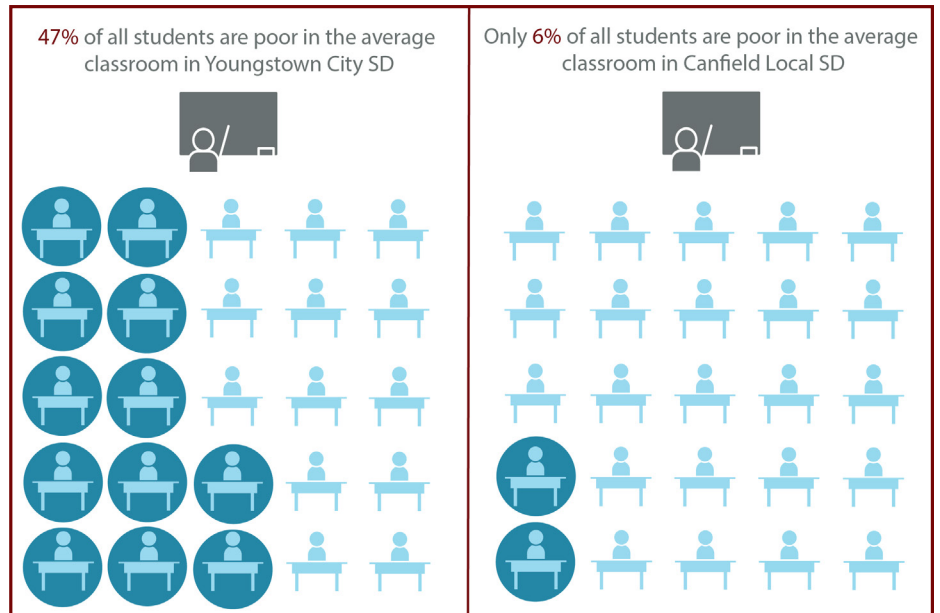 47% of all students are poor in the average
classroom in Youngstown City SD
Only 6% of all students are poor in the average
classroom in Canfield Local SD